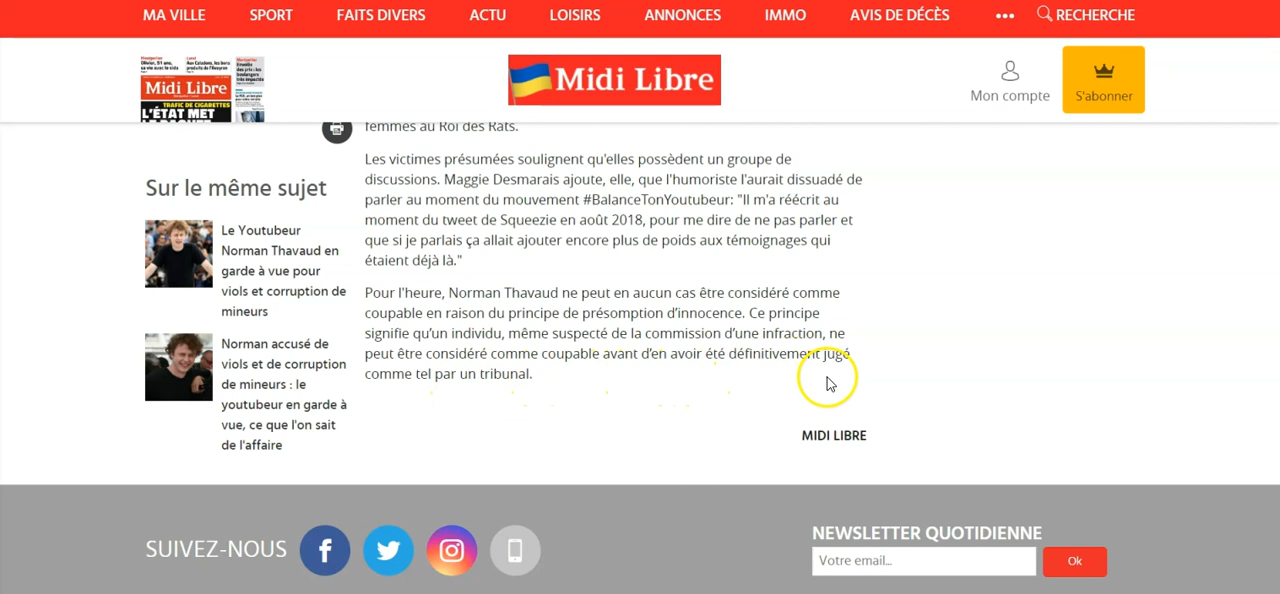 MA VILLE SPORT FAITS DIVERS ACTU LOISIRS ANNONCES IMMO AVIS DE DÉCÈS ••• RECHERCHE
Midi Libre
TRAFIC DE CIGARETTES
L'ÉTAT MET
Midi Libre
Mon compte
S'abonner
femmes au Roi des Rats.
Les victimes présumées soulignent qu'elles possèdent un groupe de
discussions. Maggie Desmarais ajoute, elle, que l'humoriste l'aurait dissuadé de
parler au moment du mouvement #BalanceTonYoutubeur: "Il m'a réécrit au
moment du tweet de Squeezie en août 2018, pour me dire de ne pas parler et
que si je parlais ça allait ajouter encore plus de poids aux témoignages qui
étaient déjà là."
Pour l'heure, Norman Thavaud ne peut en aucun cas être considéré comme
coupable en raison du principe de présomption d'innocence. Ce principe
signifie qu'un individu, même suspecté de la commission d'une infraction, ne
peut être considéré comme coupable avant d'en avoir été définitivement jugé
comme tel par un tribunal.
MIDI LIBRE
Sur le même sujet
Le Youtubeur
Norman Thavaud en
garde à vue pour
viols et corruption de
mineurs
Norman accusé de
viols et de corruption
de mineurs : le
youtubeur en garde à
vue, ce que l'on sait
de l'affaire
SUIVEZ-NOUS
NEWSLETTER QUOTIDIENNE
Votre email...
Ok